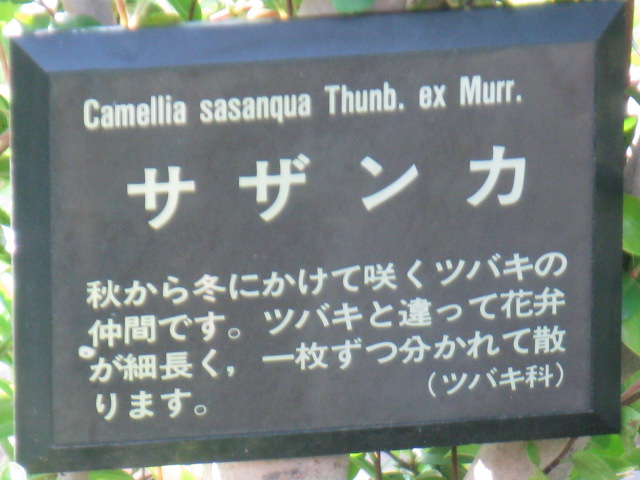 Camellia sasanqua Thunb. ex Murr.
サザンカ
秋から冬にかけて咲くツバキの
仲間です。ツバキと違って花弁
が細長く，一枚ずつ分かれて散
ります。
（ツバキ科）